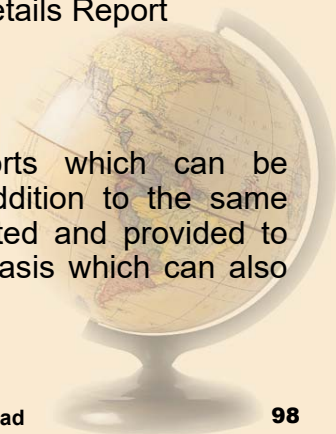 etails Report
orts which can be
ddition to the same
ted and provided to
asis which can also
ad 98